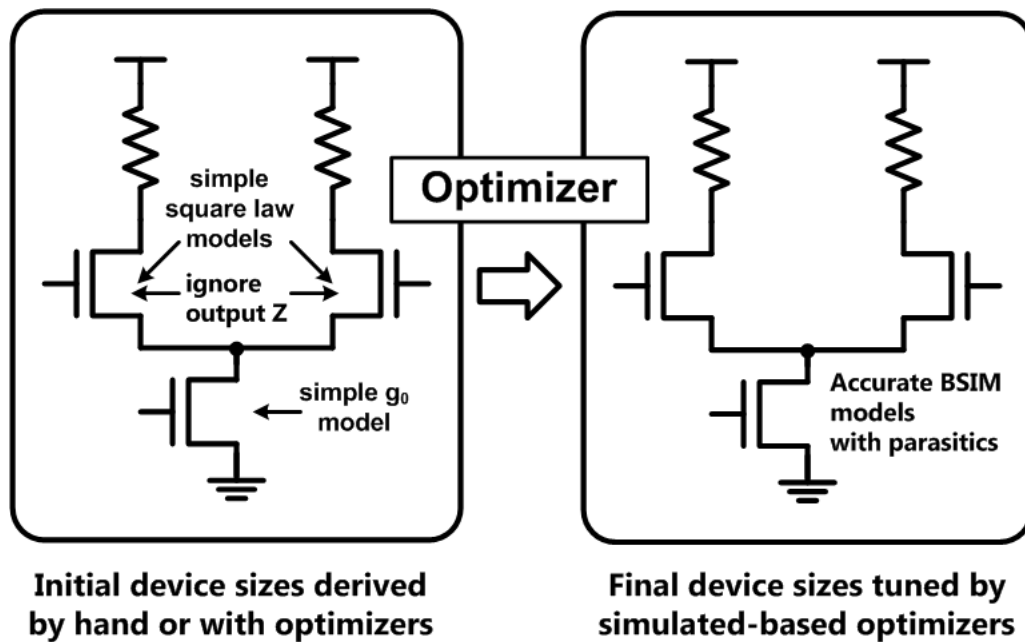 simple
square law
models
ignore
output Z
simple g₀
model
Optimizer
Accurate BSIM
models
with parasitics
Initial device sizes derived
by hand or with optimizers
Final device sizes tuned by
simulated-based optimizers